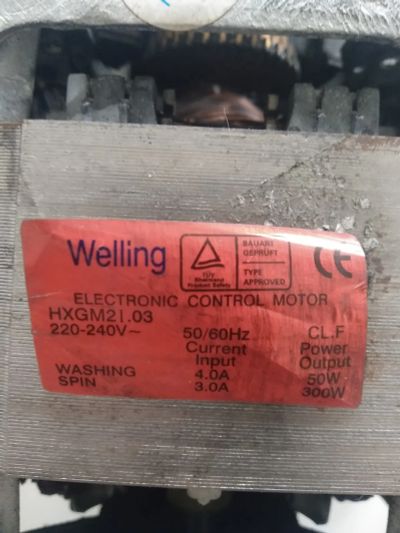 Welling
TÜV
Rheinland
Product Safety
BAUART
GEPRÜFT
TYPE
APPROVED
CE
ELECTRONIC CONTROL MOTOR
HXGM2I.03
220-240V~ 50/60Hz CL.F
Current Power
Input Output
WASHING 4.0A 50W
SPIN 3.0A 300W